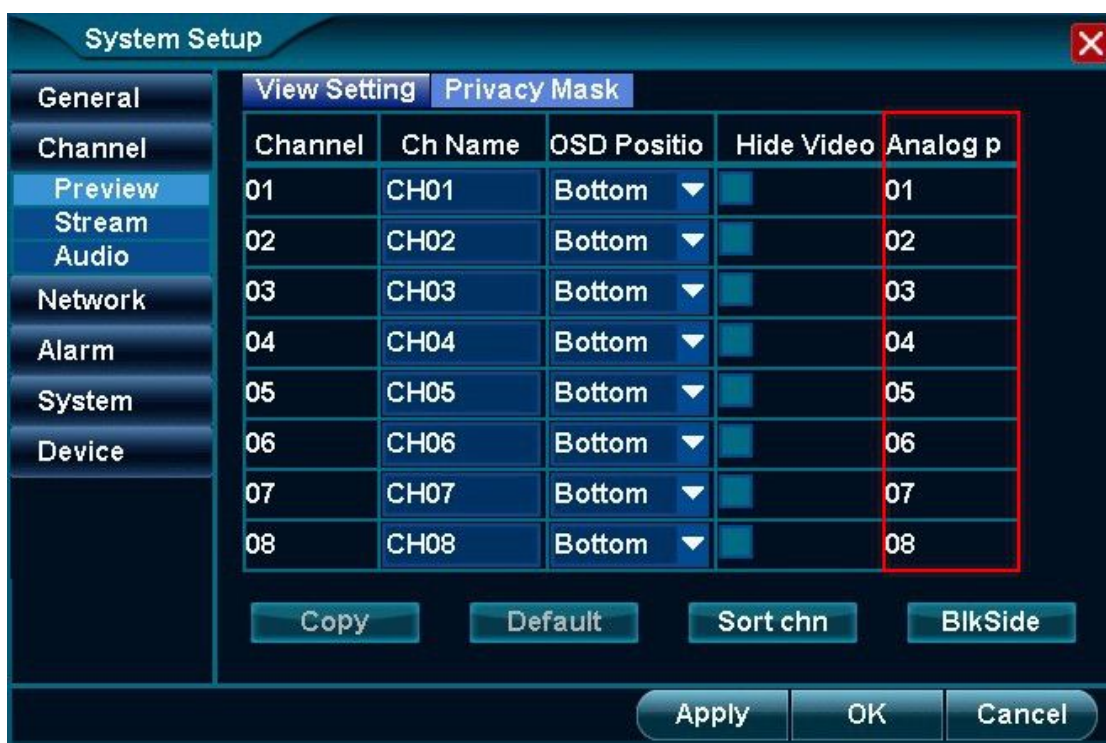 System Setup
General
Channel
Preview
Stream
Audio
Network
Alarm
System
Device
View Setting Privacy Mask
Channel Ch Name OSD Positio Hide Video Analog p
01 CH01 Bottom 01
02 CH02 Bottom 02
03 CH03 Bottom 03
04 CH04 Bottom 04
05 CH05 Bottom 05
06 CH06 Bottom 06
07 CH07 Bottom 07
08 CH08 Bottom 08
Copy Default Sort chn BlkSide
Apply OK Cancel